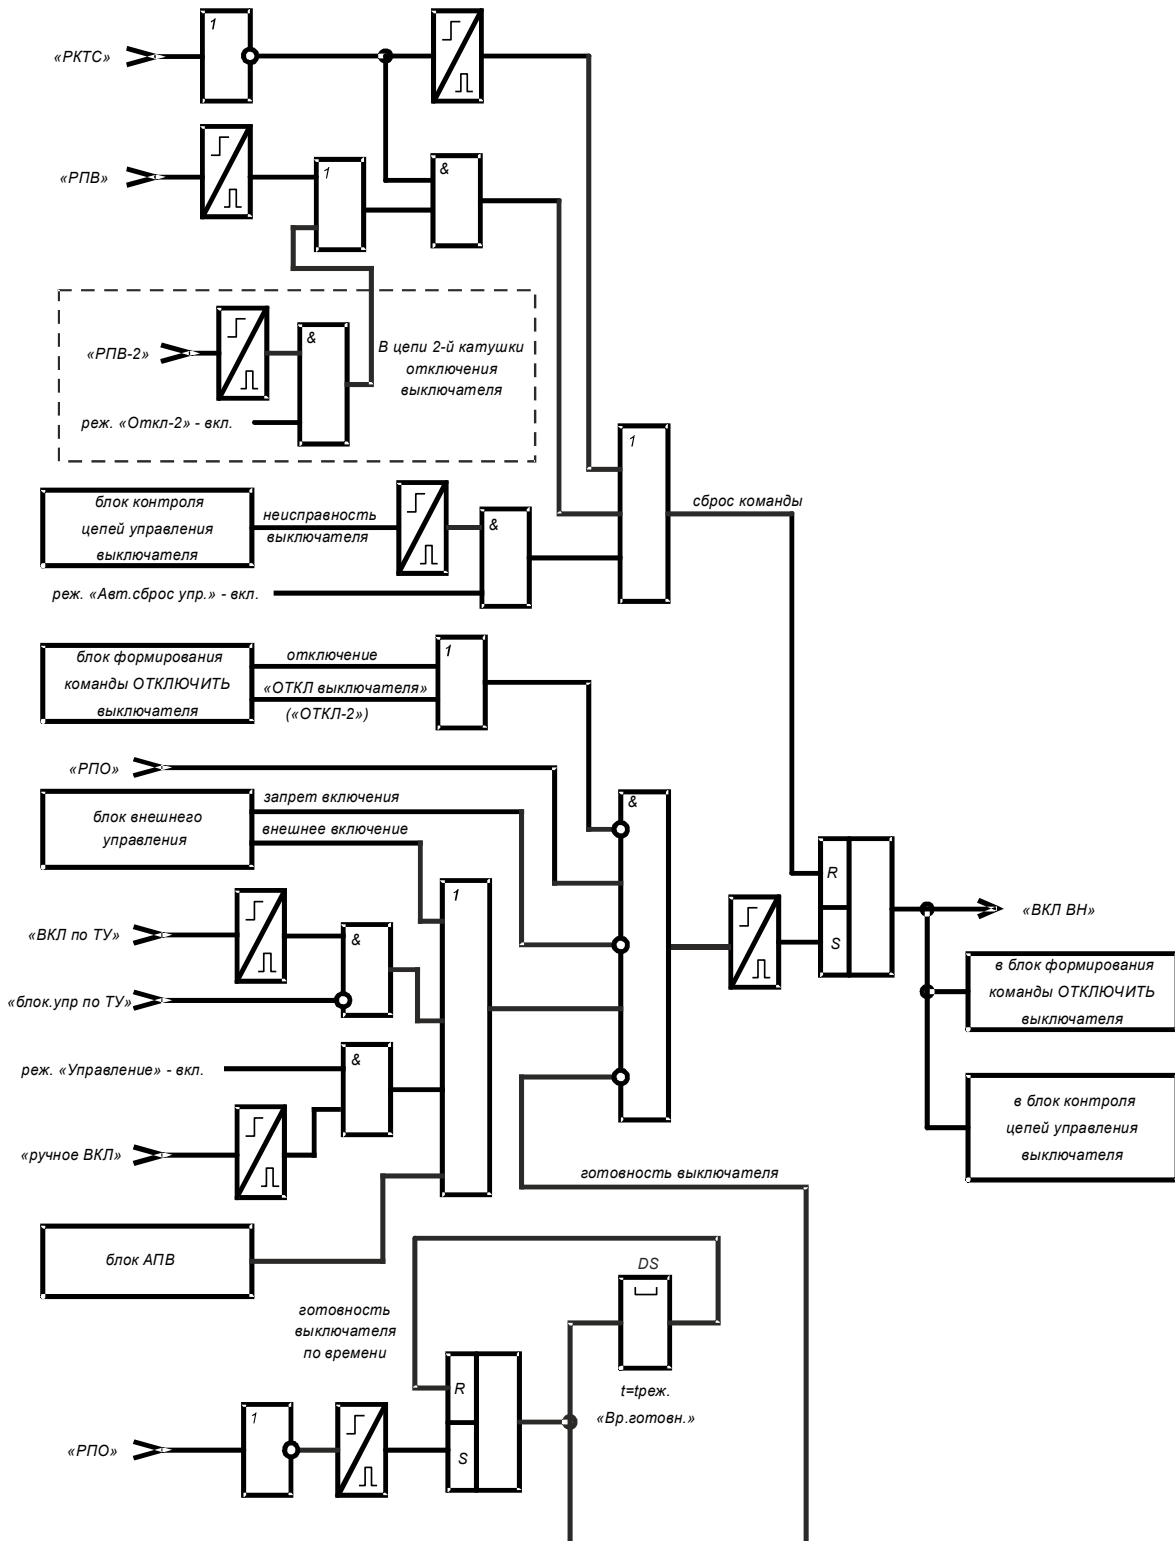 1
«РКТС»
«РПВ»
1
&
«РПВ-2»
&
В цепи 2-й катушки
отключения
выключателя
реж. «Откл-2» - вкл.
1
блок контроля
цепей управления
выключателя
неисправность
выключателя
&
сброс команды
реж. «Авт.сброс упр.» - вкл.
блок формирования
команды ОТКЛЮЧИТЬ
выключателя
отключение
«ОТКЛ выключателя»
(«ОТКЛ-2»)
1
«РПО»
блок внешнего
управления
запрет включения
внешнее включение
&
1
R
S
«ВКЛ ВН»
«ВКЛ по ТУ»
&
«блок.упр по ТУ»
в блок формирования
команды ОТКЛЮЧИТЬ
выключателя
реж. «Управление» - вкл.
&
«ручное ВКЛ»
в блок контроля
цепей управления
выключателя
готовность выключателя
блок АПВ
DS
готовность
выключателя
по времени
t=tреж.
«Вр.готовн.»
R
S
1
«РПО»